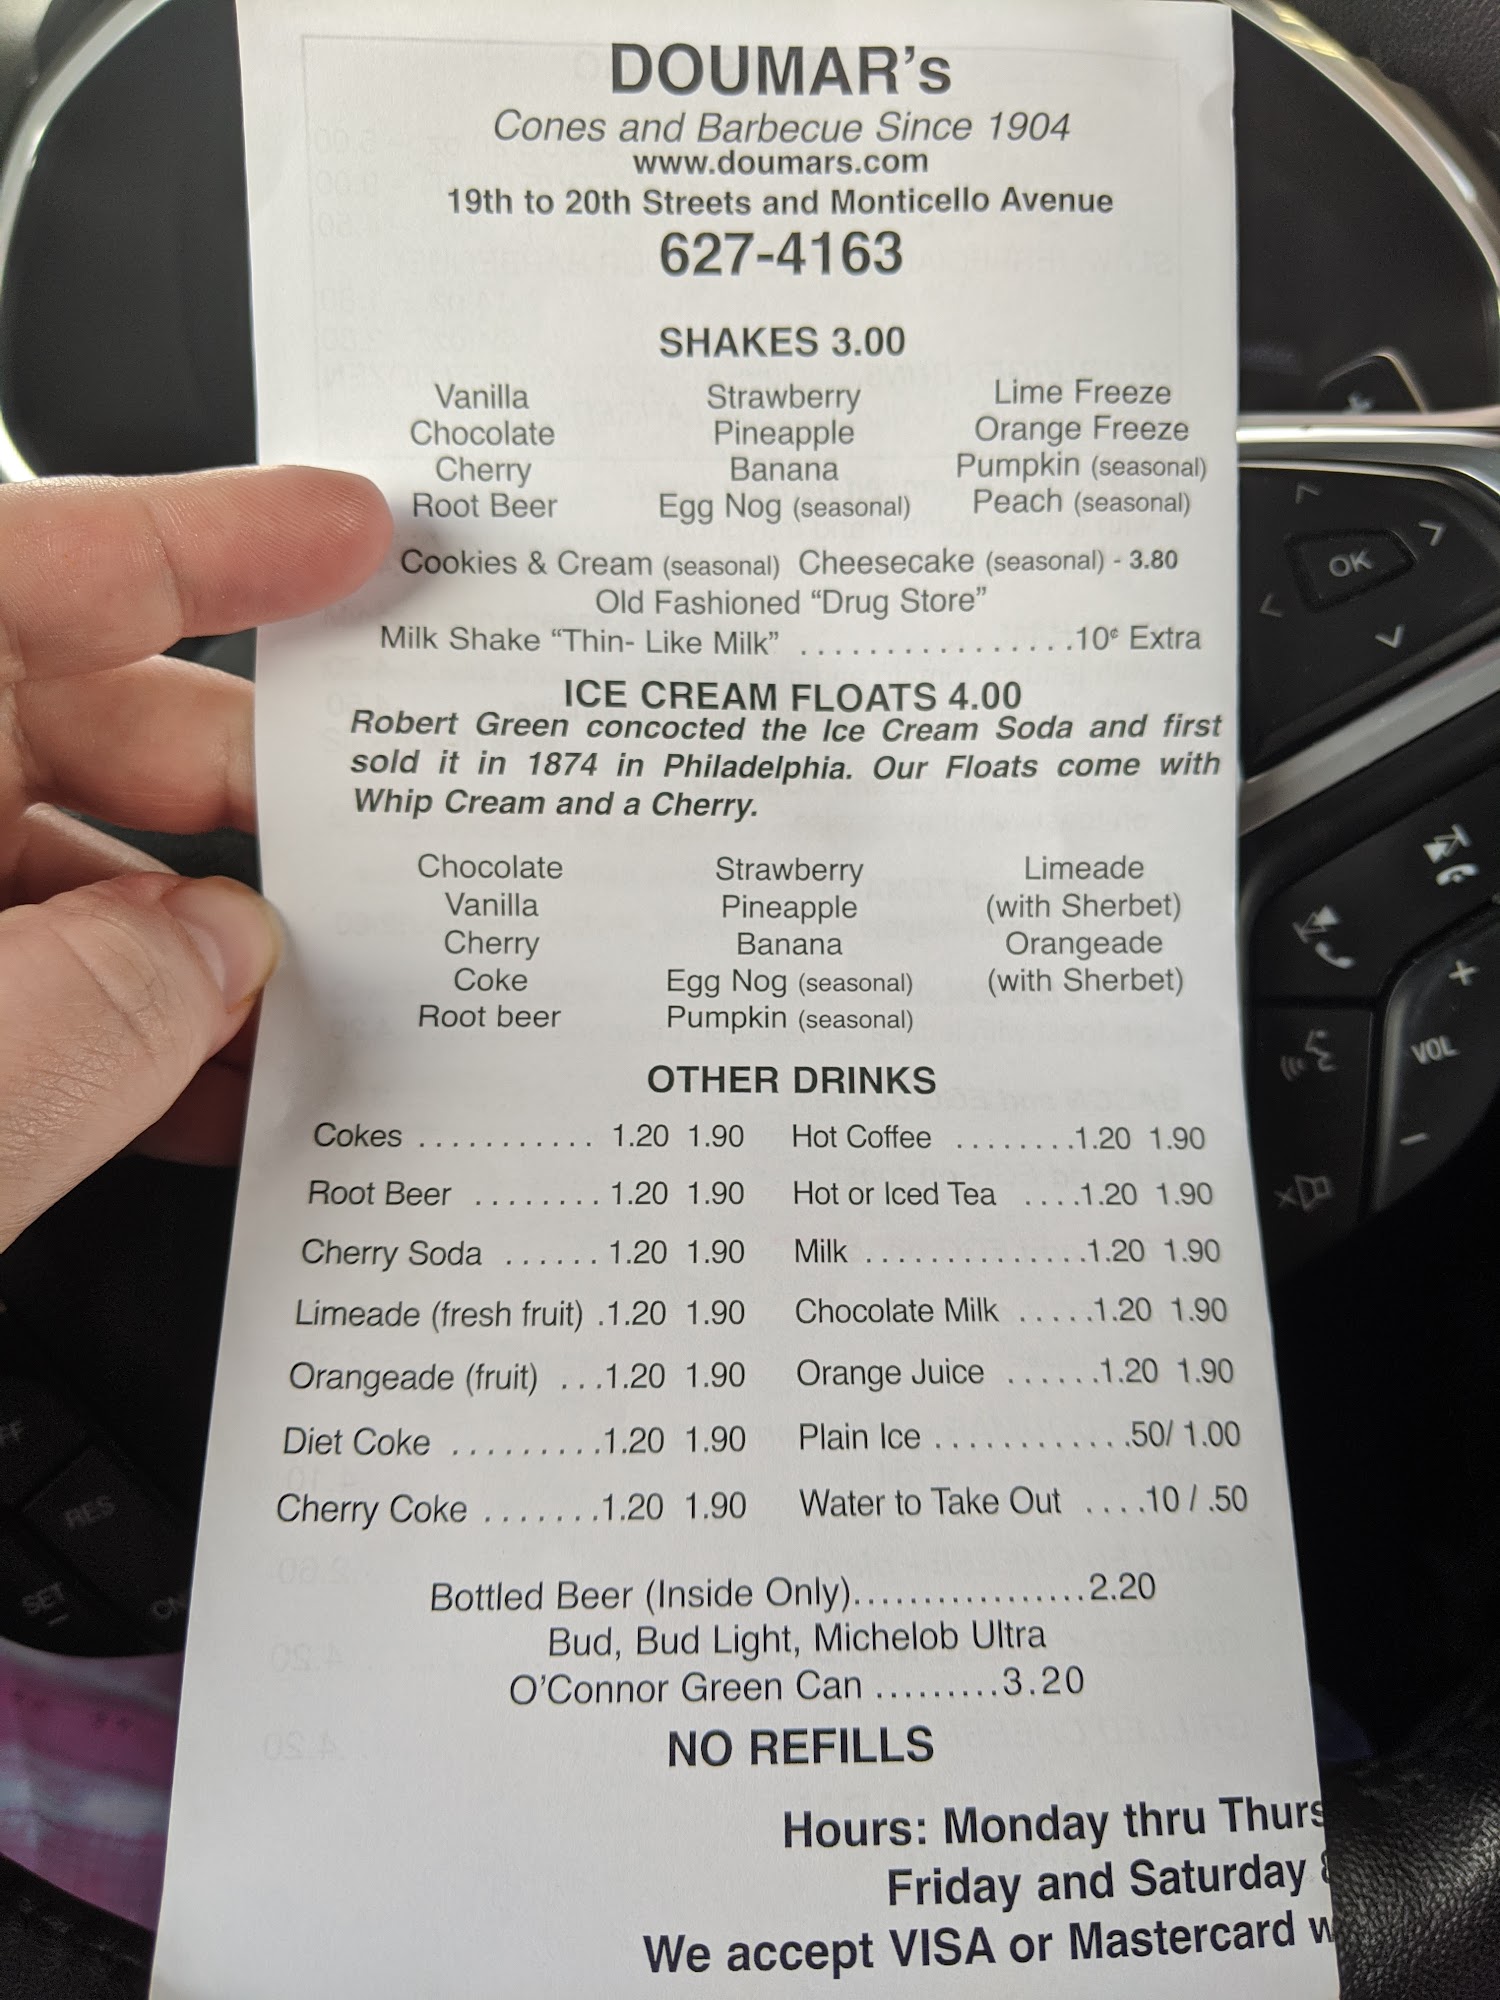 DOUMAR's
Cones and Barbecue Since 1904
www.doumars.com
19th to 20th Streets and Monticello Avenue
627-4163
SHAKES 3.00
Vanilla Strawberry Lime Freeze
Chocolate Pineapple Orange Freeze
Cherry Banana Pumpkin (seasonal)
Root Beer Egg Nog (seasonal) Peach (seasonal)
Cookies & Cream (seasonal) Cheesecake (seasonal) - 3.80
Old Fashioned “Drug Store”
Milk Shake “Thin- Like Milk” ................10¢ Extra
ICE CREAM FLOATS 4.00
Robert Green concocted the Ice Cream Soda and first
sold it in 1874 in Philadelphia. Our Floats come with
Whip Cream and a Cherry.
Chocolate Strawberry Limeade
Vanilla Pineapple (with Sherbet)
Cherry Banana Orangeade
Coke Egg Nog (seasonal) (with Sherbet)
Root beer Pumpkin (seasonal)
OTHER DRINKS
Cokes ........... 1.20 1.90 Hot Coffee ........1.20 1.90
Root Beer ........ 1.20 1.90 Hot or Iced Tea ....1.20 1.90
Cherry Soda ...... 1.20 1.90 Milk .............1.20 1.90
Limeade (fresh fruit) .1.20 1.90 Chocolate Milk .....1.20 1.90
Orangeade (fruit) ...1.20 1.90 Orange Juice ......1.20 1.90
Diet Coke .........1.20 1.90 Plain Ice ............50/ 1.00
Cherry Coke .......1.20 1.90 Water to Take Out ....10 / .50
Bottled Beer (Inside Only).................2.20
Bud, Bud Light, Michelob Ultra
O'Connor Green Can .........3.20
NO REFILLS
Hours: Monday thru Thurs
Friday and Saturday
We accept VISA or Mastercard
OK
VOL
+
−
RES
SET